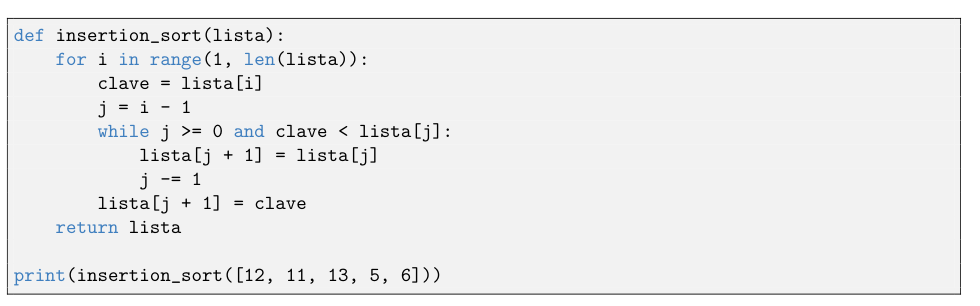 def insertion_sort(lista):
    for i in range(1, len(lista)):
        clave = lista[i]
        j = i - 1
        while j >= 0 and clave < lista[j]:
            lista[j + 1] = lista[j]
            j -= 1
        lista[j + 1] = clave
    return lista

print(insertion_sort([12, 11, 13, 5, 6]))